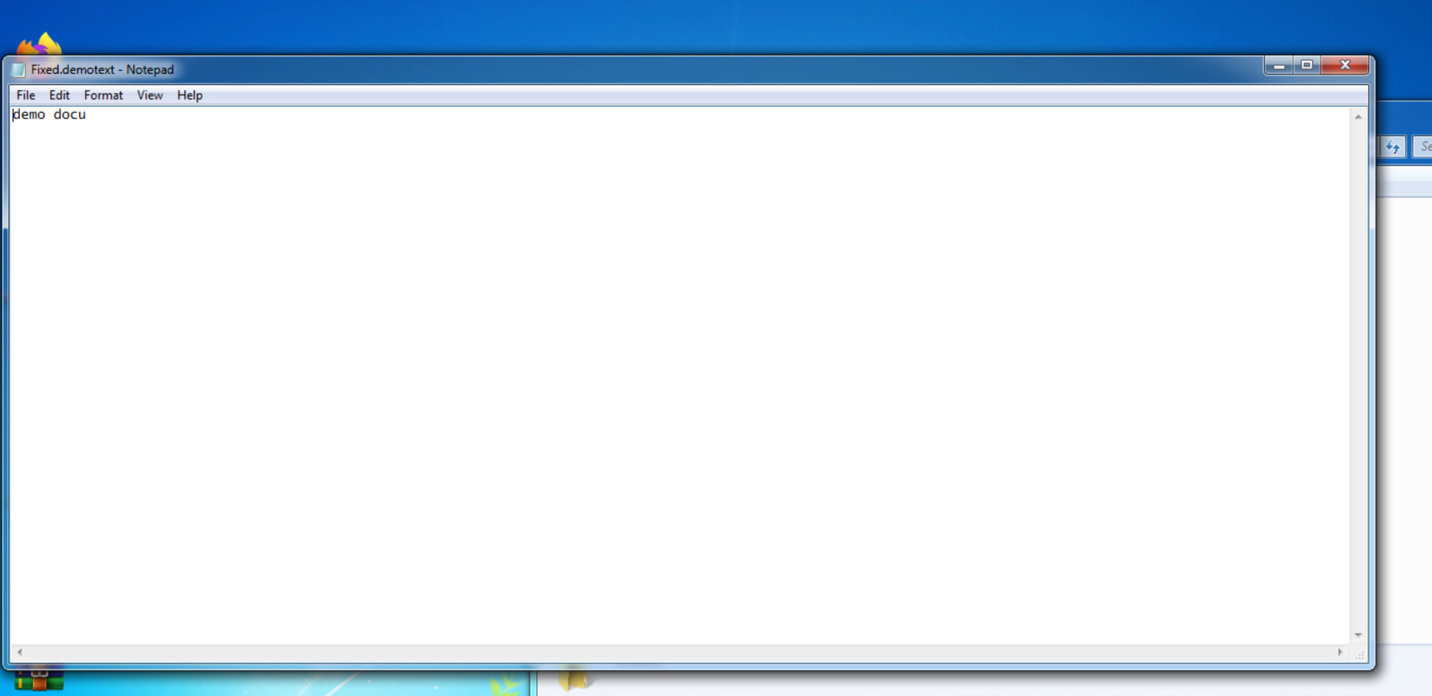 Fixed.demotext - Notepad
File Edit Format View Help
demo docu